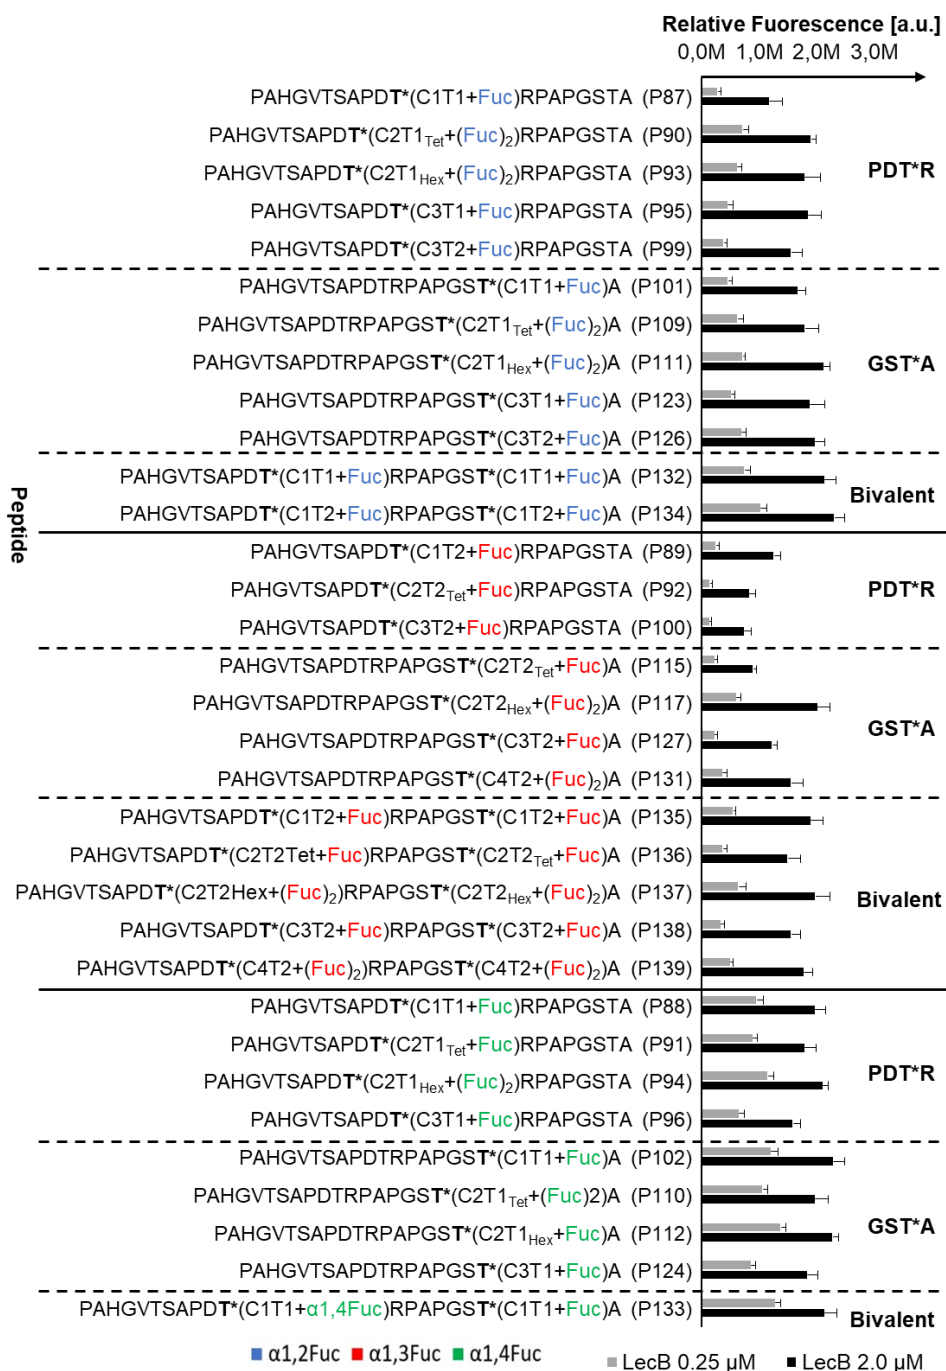 Relative Fuorescence [a.u.]
0,0M 1,0M 2,0M 3,0M
PAHGVTSAPDT*(C1T1+Fuc)RPAPGSTA (P87)
PAHGVTSAPDT*(C2T1Tet+(Fuc)2)RPAPGSTA (P90)
PAHGVTSAPDT*(C2T1Hex+(Fuc)2)RPAPGSTA (P93)
PDT*R
PAHGVTSAPDT*(C3T1+Fuc)RPAPGSTA (P95)
PAHGVTSAPDT*(C3T2+Fuc)RPAPGSTA (P99)
PAHGVTSAPDTRPAPGST*(C1T1+Fuc)A (P101)
PAHGVTSAPDTRPAPGST*(C2T1Tet+(Fuc)2)A (P109)
PAHGVTSAPDTRPAPGST*(C2T1Hex+(Fuc)2)A (P111)
GST*A
PAHGVTSAPDTRPAPGST*(C3T1+Fuc)A (P123)
PAHGVTSAPDTRPAPGST*(C3T2+Fuc)A (P126)
PAHGVTSAPDT*(C1T1+Fuc)RPAPGST*(C1T1+Fuc)A (P132)
Bivalent
PAHGVTSAPDT*(C1T2+Fuc)RPAPGST*(C1T2+Fuc)A (P134)
Peptide
PAHGVTSAPDT*(C1T2+Fuc)RPAPGSTA (P89)
PAHGVTSAPDT*(C2T2Tet+Fuc)RPAPGSTA (P92)
PDT*R
PAHGVTSAPDT*(C3T2+Fuc)RPAPGSTA (P100)
PAHGVTSAPDTRPAPGST*(C2T2Tet+Fuc)A (P115)
PAHGVTSAPDTRPAPGST*(C2T2Hex+(Fuc)2)A (P117)
GST*A
PAHGVTSAPDTRPAPGST*(C3T2+Fuc)A (P127)
PAHGVTSAPDTRPAPGST*(C4T2+(Fuc)2)A (P131)
PAHGVTSAPDT*(C1T2+Fuc)RPAPGST*(C1T2+Fuc)A (P135)
PAHGVTSAPDT*(C2T2Tet+Fuc)RPAPGST*(C2T2Tet+Fuc)A (P136)
PAHGVTSAPDT*(C2T2Hex+(Fuc)2)RPAPGST*(C2T2Hex+(Fuc)2)A (P137)
Bivalent
PAHGVTSAPDT*(C3T2+Fuc)RPAPGST*(C3T2+Fuc)A (P138)
PAHGVTSAPDT*(C4T2+(Fuc)2)RPAPGST*(C4T2+(Fuc)2)A (P139)
PAHGVTSAPDT*(C1T1+Fuc)RPAPGSTA (P88)
PAHGVTSAPDT*(C2T1Tet+Fuc)RPAPGSTA (P91)
PDT*R
PAHGVTSAPDT*(C2T1Hex+(Fuc)2)RPAPGSTA (P94)
PAHGVTSAPDT*(C3T1+Fuc)RPAPGSTA (P96)
PAHGVTSAPDTRPAPGST*(C1T1+Fuc)A (P102)
PAHGVTSAPDTRPAPGST*(C2T1Tet+(Fuc)2)A (P110)
GST*A
PAHGVTSAPDTRPAPGST*(C2T1Hex+Fuc)A (P112)
PAHGVTSAPDTRPAPGST*(C3T1+Fuc)A (P124)
PAHGVTSAPDT*(C1T1+α1,4Fuc)RPAPGST*(C1T1+Fuc)A (P133)
Bivalent
α1,2Fuc α1,3Fuc α1,4Fuc
LecB 0.25 µM LecB 2.0 µM